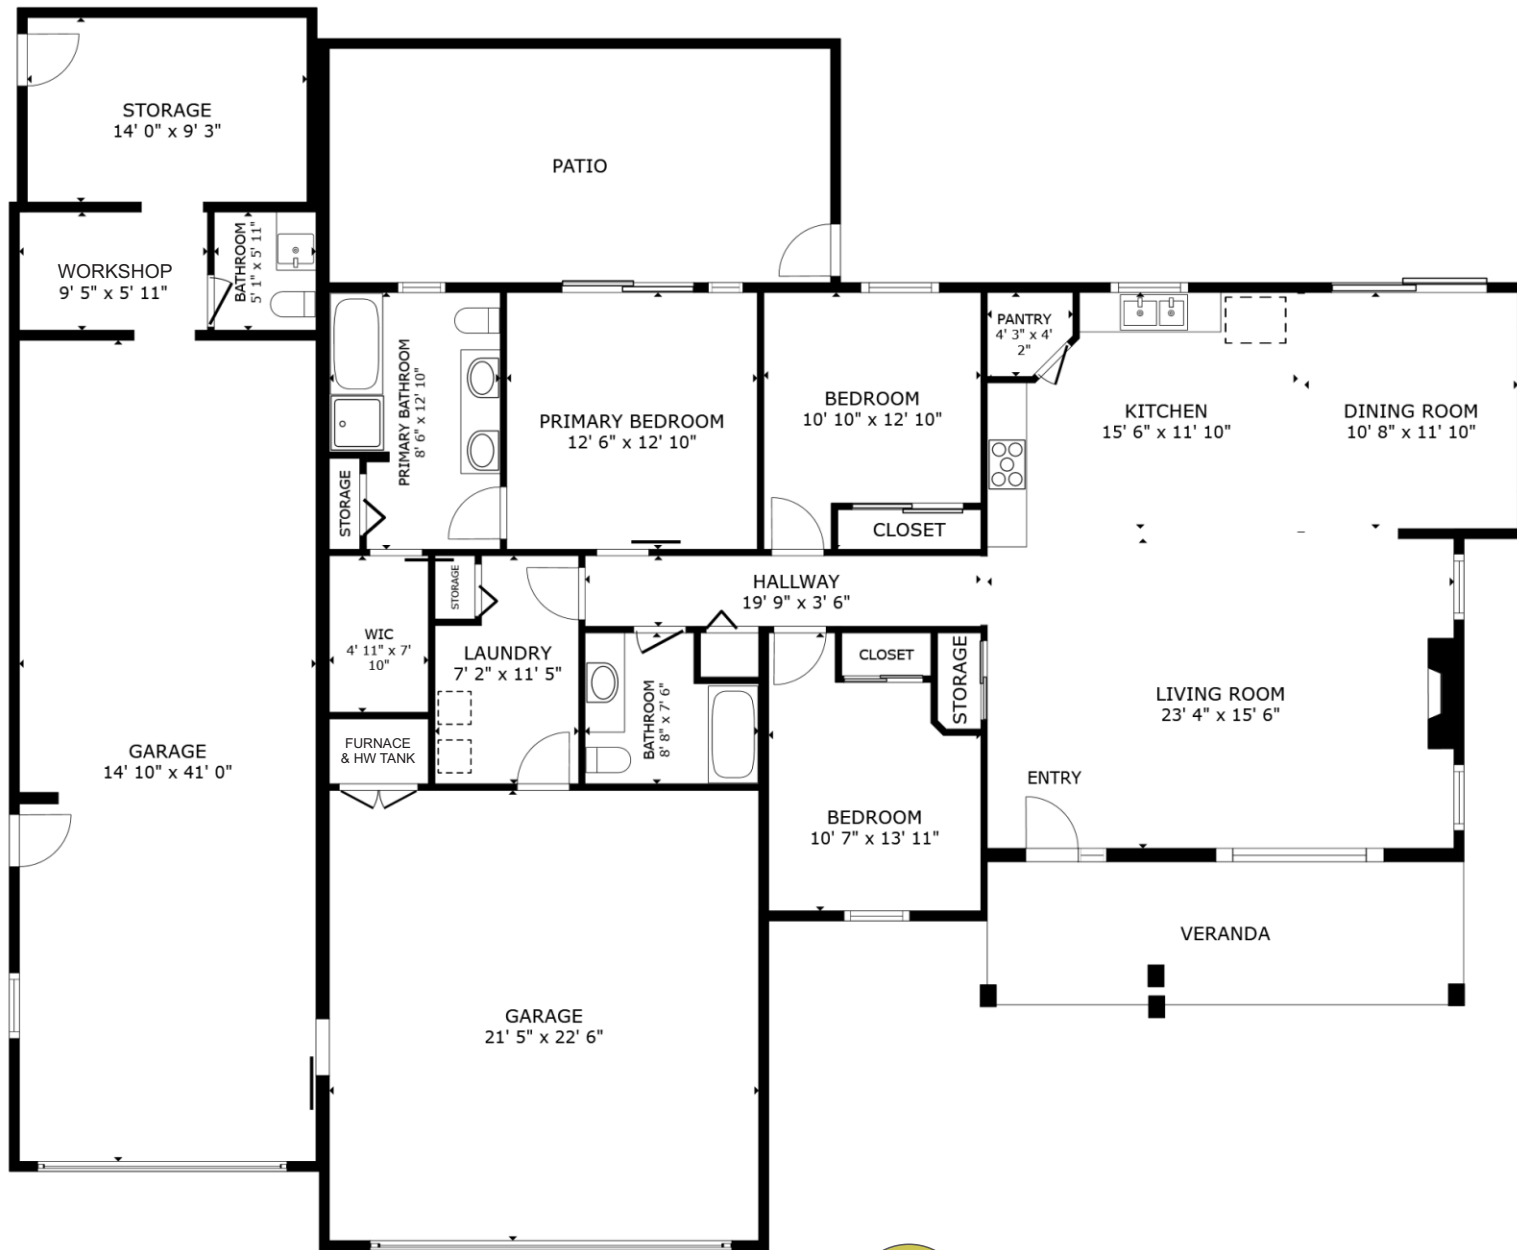 STORAGE
14' 0" x 9' 3"
PATIO
WORKSHOP
9' 5" x 5' 11"
BATHROOM
5' 1" x 5' 11"
PRIMARY BATHROOM
8' 6" x 12' 10"
STORAGE
PRIMARY BEDROOM
12' 6" x 12' 10"
BEDROOM
10' 10" x 12' 10"
CLOSET
PANTRY
4' 3" x 4'
2"
KITCHEN
15' 6" x 11' 10"
DINING ROOM
10' 8" x 11' 10"
HALLWAY
19' 9" x 3' 6"
STORAGE
WIC
4' 11" x 7'
10"
LAUNDRY
7' 2" x 11' 5"
BATHROOM
8' 8" x 7' 6"
CLOSET
STORAGE
LIVING ROOM
23' 4" x 15' 6"
FURNACE
& HW TANK
GARAGE
14' 10" x 41' 0"
ENTRY
BEDROOM
10' 7" x 13' 11"
VERANDA
GARAGE
21' 5" x 22' 6"